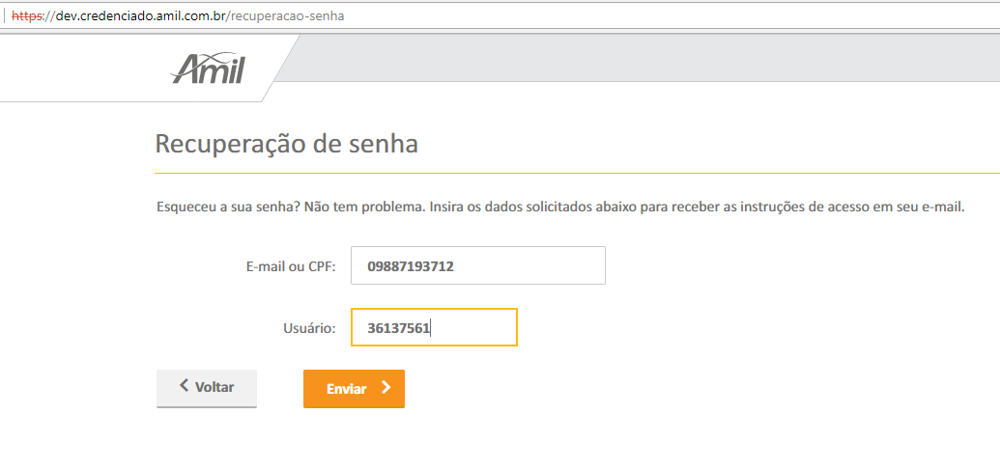 https://dev.credenciado.amil.com.br/recuperacao-senha
Amil
Recuperação de senha
Esqueceu a sua senha? Não tem problema. Insira os dados solicitados abaixo para receber as instruções de acesso em seu e-mail.
E-mail ou CPF: 09887193712
Usuário: 36137561
Voltar Enviar